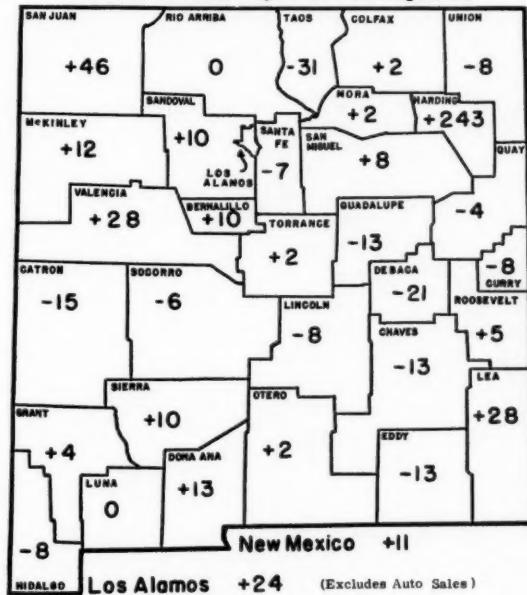 SAN JUAN
+46
RIO ARRIBA
0
TAOS
-31
COLFAX
+2
UNION
-8
McKINLEY
+12
SANDOVAL
+10
LOS
ALAMOS
SANTA
FE
-7
MORA
+2
HARDING
+243
SAN
MIGUEL
+8
QUAY
-4
VALENCIA
+28
BERNALILLO
+10
TORRANCE
+2
GUADALUPE
-13
DE BACA
-21
-8
CURRY
ROOSEVELT
+5
CATRON
-15
SOCORRO
-6
LINCOLN
-8
CHAVES
-13
LEA
+28
SIERRA
+10
OTERO
+2
EDDY
-13
GRANT
+4
LUNA
0
DONA ANA
+13
-8
HIDALGO
New Mexico +11
Los Alamos +24 (Excludes Auto Sales)